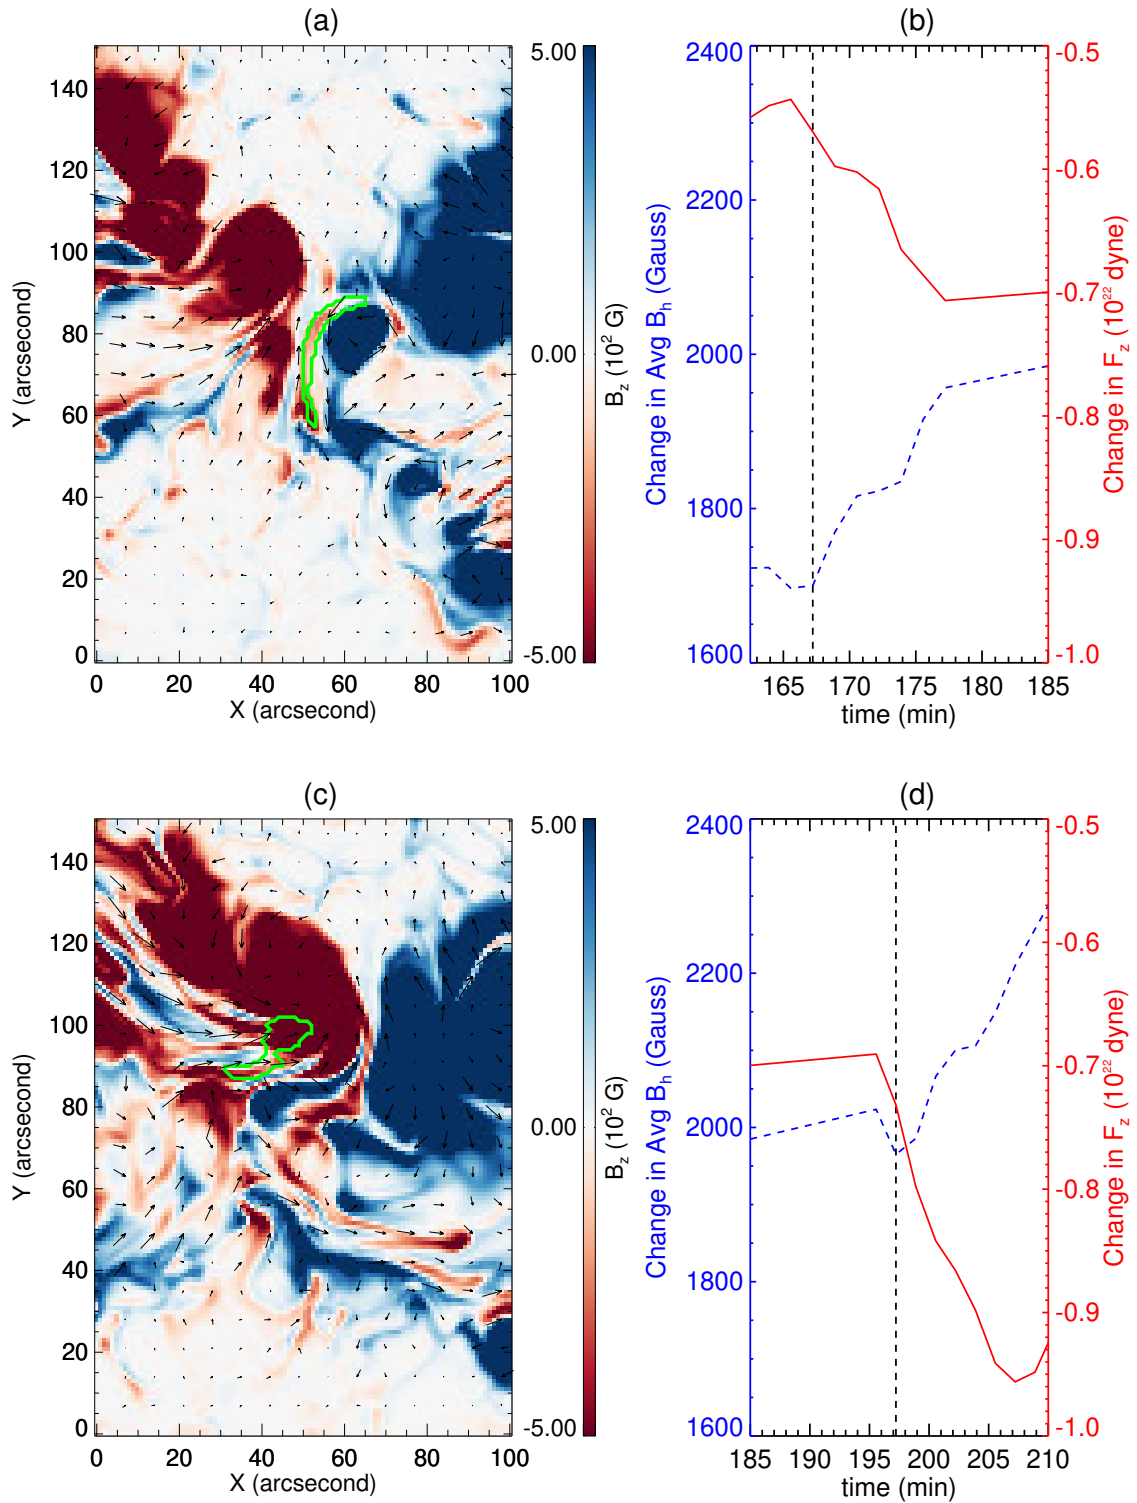 (a)
5.00
0.00
-5.00
B_z (10^2 G)
140
120
100
80
60
40
20
0
Y (arcsecond)
0 20 40 60 80 100
X (arcsecond)
(b)
2400
2200
2000
1800
1600
Change in Avg B_h (Gauss)
-0.5
-0.6
-0.7
-0.8
-0.9
-1.0
Change in F_z (10^22 dyne)
165 170 175 180 185
time (min)
(c)
5.00
0.00
-5.00
B_z (10^2 G)
140
120
100
80
60
40
20
0
Y (arcsecond)
0 20 40 60 80 100
X (arcsecond)
(d)
2400
2200
2000
1800
1600
Change in Avg B_h (Gauss)
-0.5
-0.6
-0.7
-0.8
-0.9
-1.0
Change in F_z (10^22 dyne)
185 190 195 200 205 210
time (min)